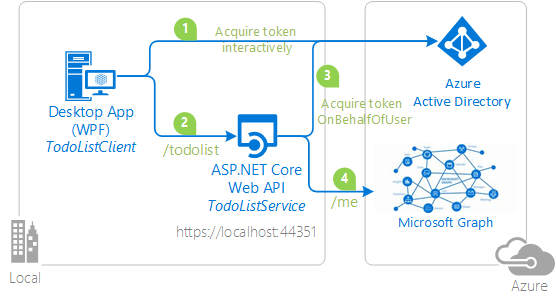 1
Acquire token
interactively
Desktop App
(WPF)
TodoListClient
2
/todolist
ASP.NET Core
Web API
TodoListService
https://localhost:44351
3
Acquire token
OnBehalfOfUser
4
/me
Azure
Active Directory
Microsoft Graph
Local
Azure